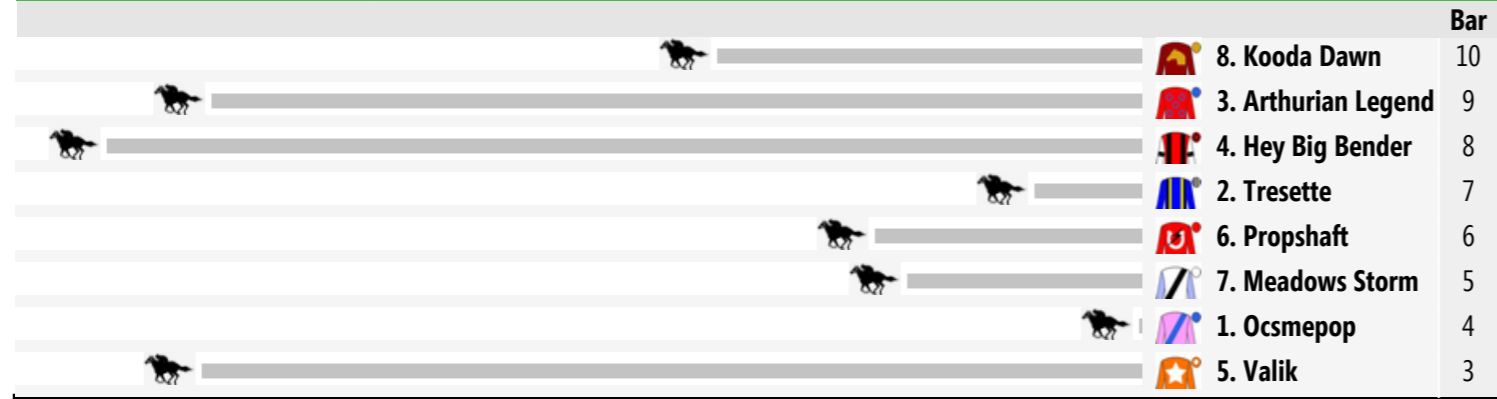 Bar
8. Kooda Dawn 10
3. Arthurian Legend 9
4. Hey Big Bender 8
2. Tresette 7
6. Propshaft 6
7. Meadows Storm 5
1. Ocsmepop 4
5. Valik 3